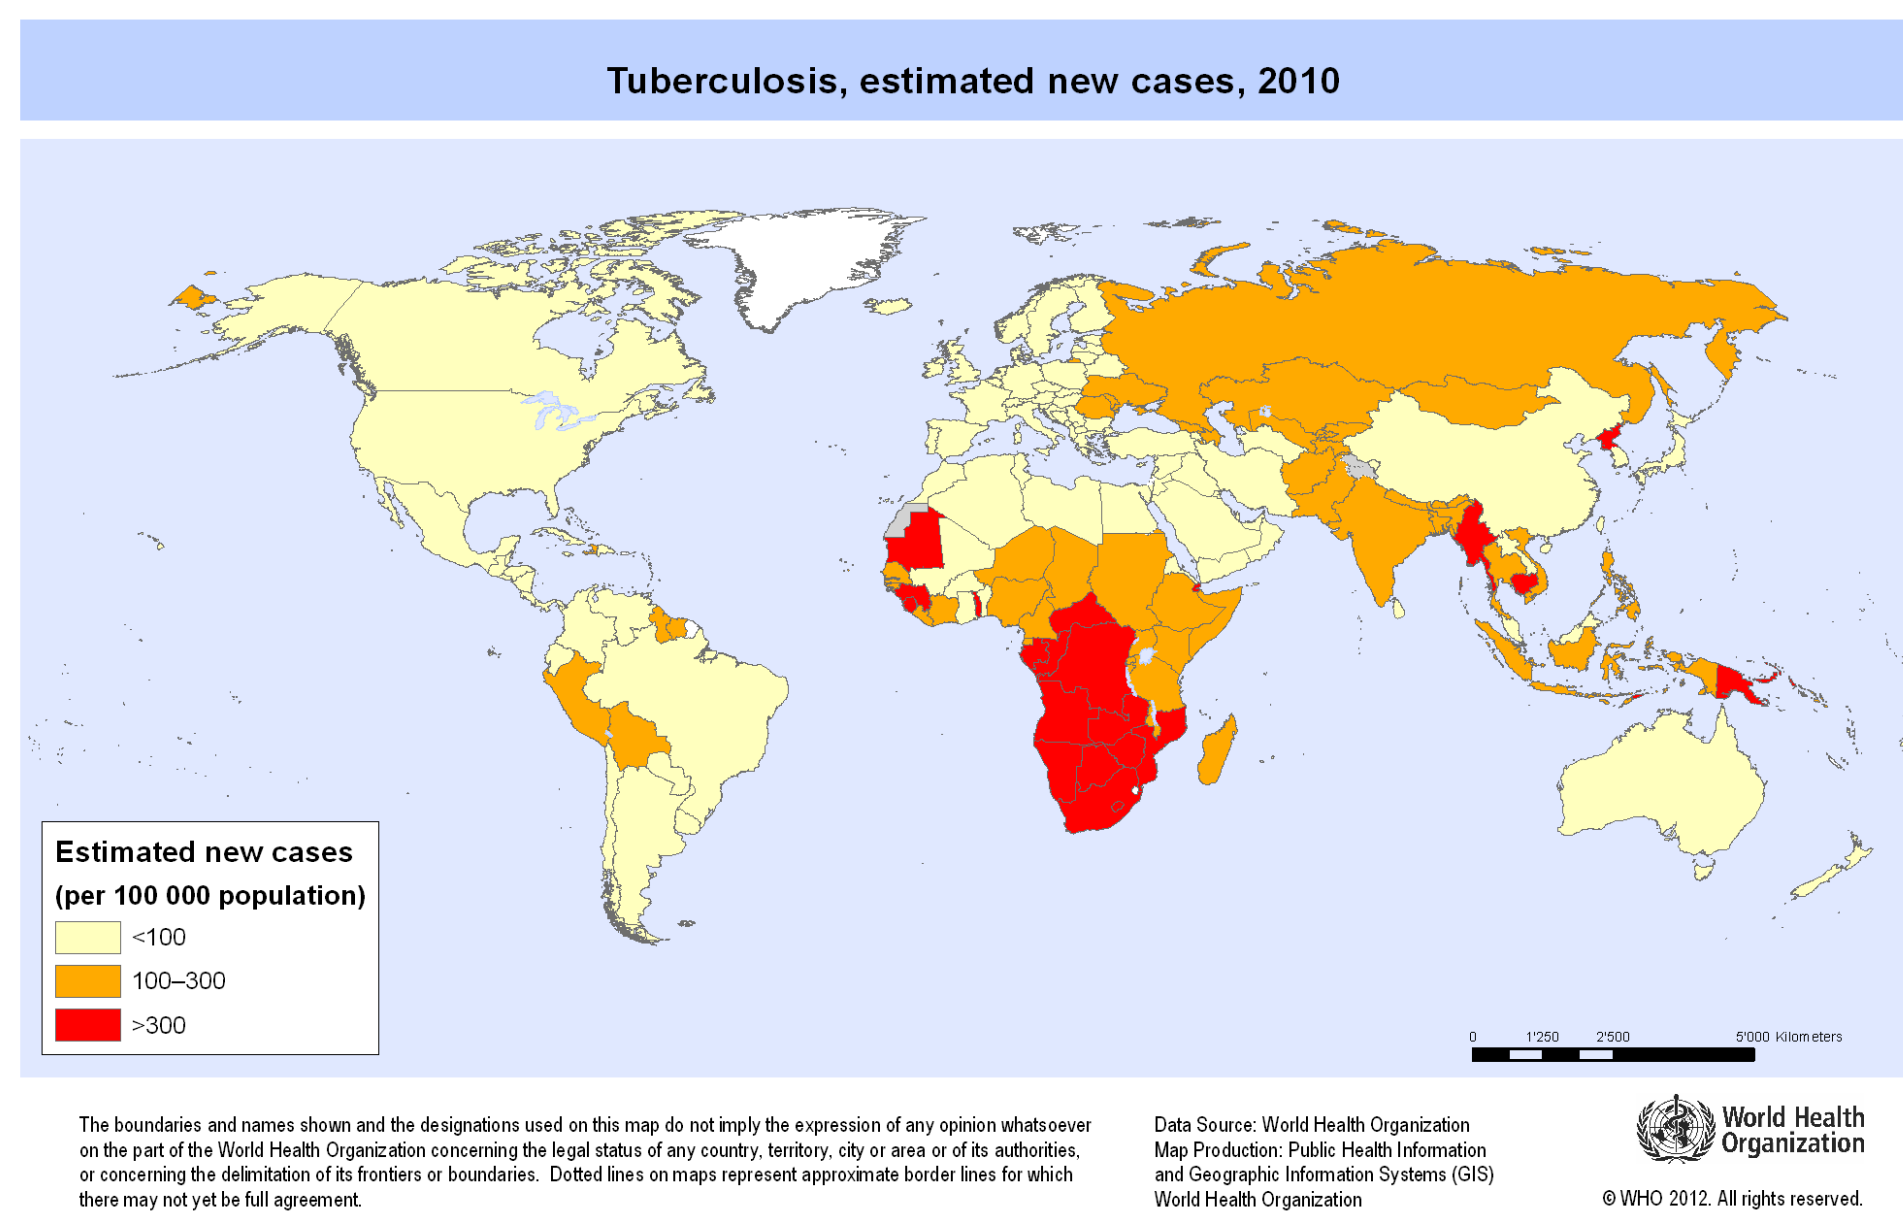 Tuberculosis, estimated new cases, 2010
Estimated new cases
(per 100 000 population)
<100
100–300
>300
0 1'250 2'500 5'000 Kilometers
The boundaries and names shown and the designations used on this map do not imply the expression of any opinion whatsoever
on the part of the World Health Organization concerning the legal status of any country, territory, city or area or of its authorities,
or concerning the delimitation of its frontiers or boundaries.  Dotted lines on maps represent approximate border lines for which
there may not yet be full agreement.
Data Source: World Health Organization
Map Production: Public Health Information
and Geographic Information Systems (GIS)
World Health Organization
World Health
Organization
© WHO 2012. All rights reserved.